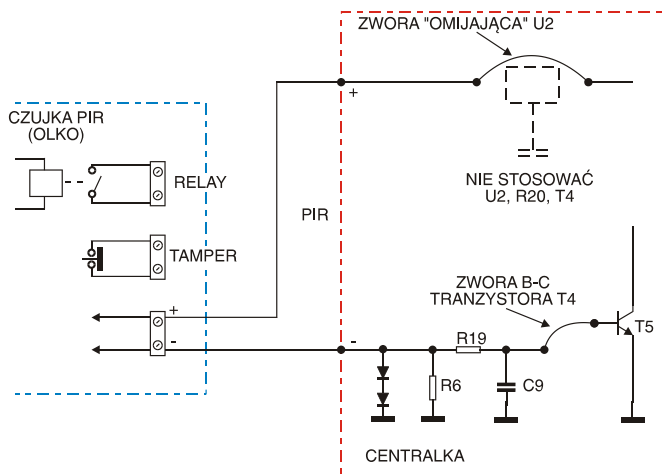 ZWORA "OMIJAJĄCA" U2
+
CZUJKA PIR
(OLKO)
NIE STOSOWAĆ
U2, R20, T4
RELAY
PIR
TAMPER
ZWORA B-C
TRANZYSTORA T4
+
T5
-
-
R19
R6
C9
CENTRALKA